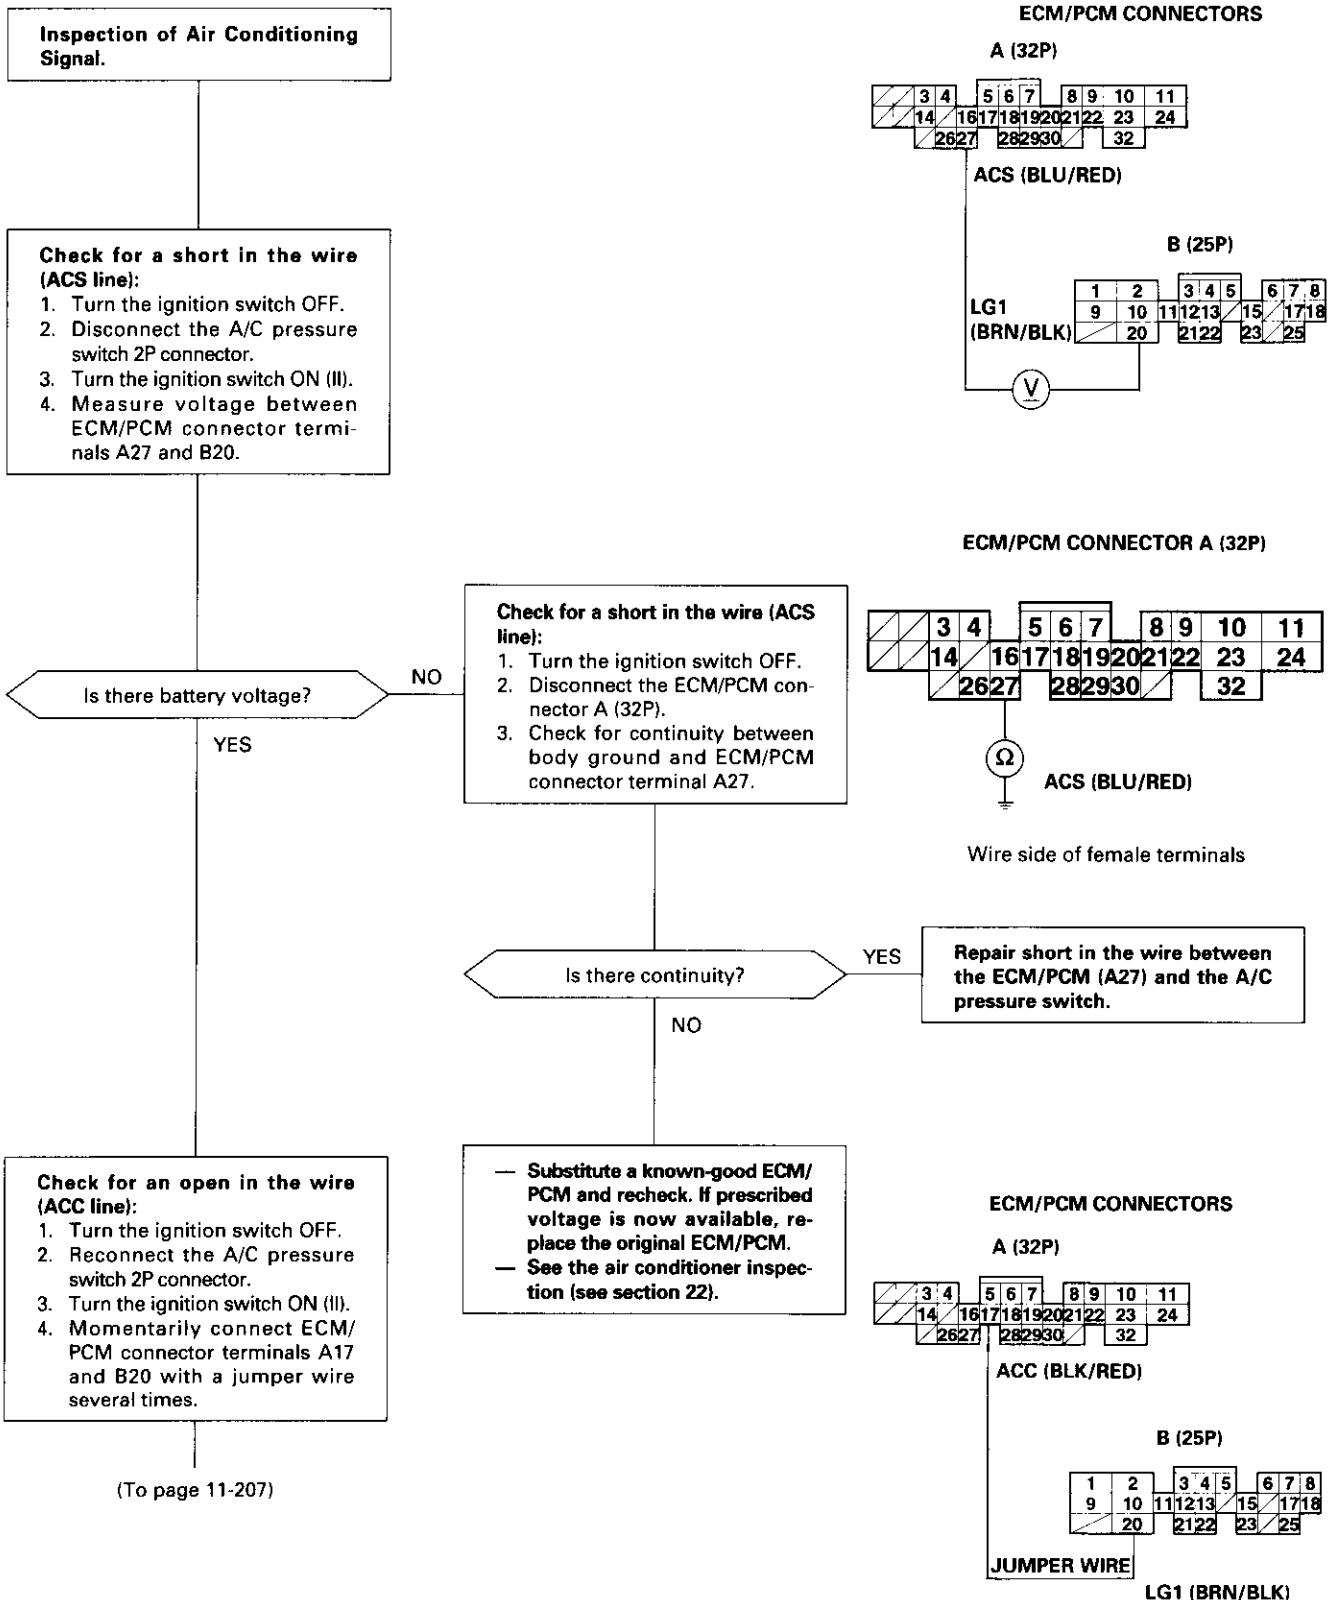 Inspection of Air Conditioning
Signal.
ECM/PCM CONNECTORS
A (32P)
3 4 5 6 7 8 9 10 11
14 16 17 18 19 20 21 22 23 24
26 27 28 29 30 32
ACS (BLU/RED)
B (25P)
1 2 3 4 5 6 7 8
9 10 11 12 13 15 17 18
20 21 22 23 25
LG1
(BRN/BLK)
V
Check for a short in the wire
(ACS line):
1. Turn the ignition switch OFF.
2. Disconnect the A/C pressure
switch 2P connector.
3. Turn the ignition switch ON (II).
4. Measure voltage between
ECM/PCM connector termi-
nals A27 and B20.
Is there battery voltage?
NO
YES
Check for a short in the wire (ACS
line):
1. Turn the ignition switch OFF.
2. Disconnect the ECM/PCM con-
nector A (32P).
3. Check for continuity between
body ground and ECM/PCM
connector terminal A27.
ECM/PCM CONNECTOR A (32P)
3 4 5 6 7 8 9 10 11
14 16 17 18 19 20 21 22 23 24
26 27 28 29 30 32
Ω
ACS (BLU/RED)
Wire side of female terminals
Is there continuity?
YES
NO
Repair short in the wire between
the ECM/PCM (A27) and the A/C
pressure switch.
— Substitute a known-good ECM/
PCM and recheck. If prescribed
voltage is now available, re-
place the original ECM/PCM.
— See the air conditioner inspec-
tion (see section 22).
Check for an open in the wire
(ACC line):
1. Turn the ignition switch OFF.
2. Reconnect the A/C pressure
switch 2P connector.
3. Turn the ignition switch ON (II).
4. Momentarily connect ECM/
PCM connector terminals A17
and B20 with a jumper wire
several times.
(To page 11-207)
ECM/PCM CONNECTORS
A (32P)
3 4 5 6 7 8 9 10 11
14 16 17 18 19 20 21 22 23 24
26 27 28 29 30 32
ACC (BLK/RED)
B (25P)
1 2 3 4 5 6 7 8
9 10 11 12 13 15 17 18
20 21 22 23 25
JUMPER WIRE
LG1 (BRN/BLK)